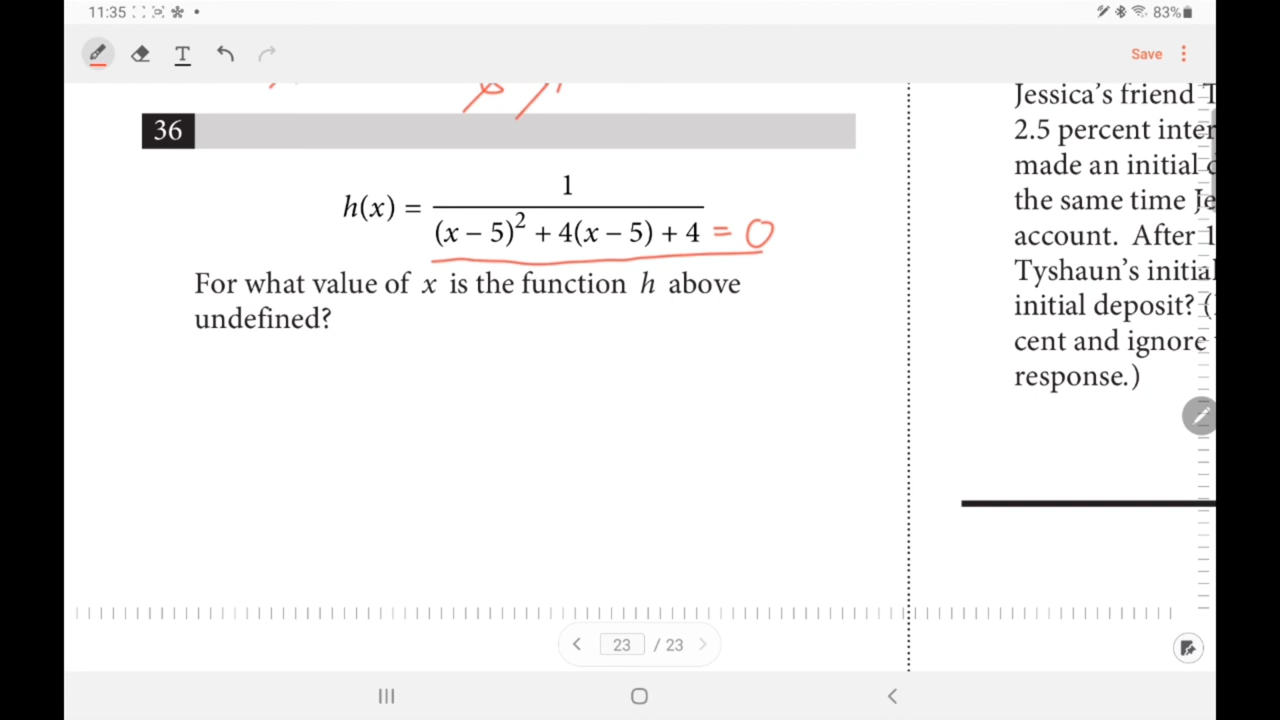 11:35
83%
T
Save
36
h(x) = 1 / (x − 5)² + 4(x − 5) + 4 = 0
For what value of x is the function h above
undefined?
Jessica's friend T
2.5 percent inter
made an initial d
the same time Je
account. After 1
Tyshaun's initial
initial deposit? (
cent and ignore
response.)
23 / 23